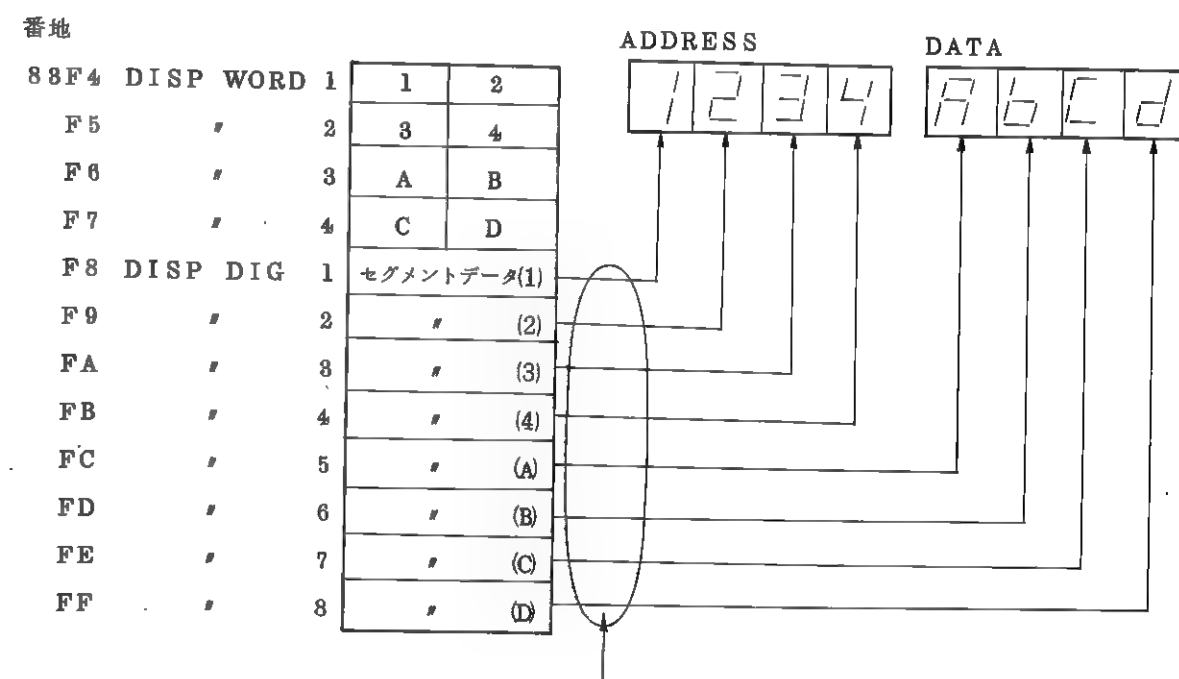 番地
ADDRESS DATA
83F4 DISP WORD 1 1 2 1 2 3 4 A b C d
F5 〃 2 3 4
F6 〃 3 A B
F7 〃 4 C D
F8 DISP DIG 1 セグメントデータ(1)
F9 〃 2 〃 (2)
FA 〃 3 〃 (3)
FB 〃 4 〃 (4)
FC 〃 5 〃 (A)
FD 〃 6 〃 (B)
FE 〃 7 〃 (C)
FF 〃 8 〃 (D)